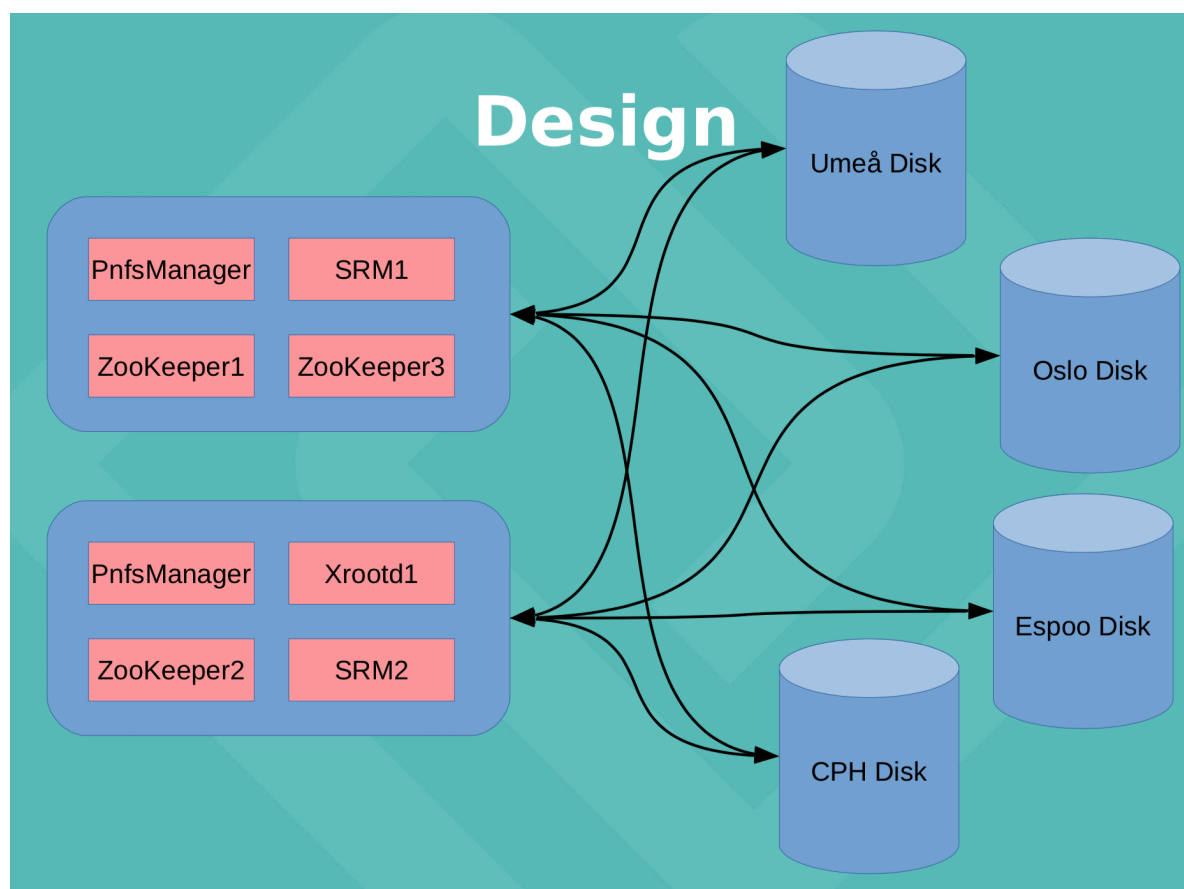 Design
PnfsManager
SRM1
ZooKeeper1
ZooKeeper3
PnfsManager
Xrootd1
ZooKeeper2
SRM2
Umeå Disk
Oslo Disk
Espoo Disk
CPH Disk